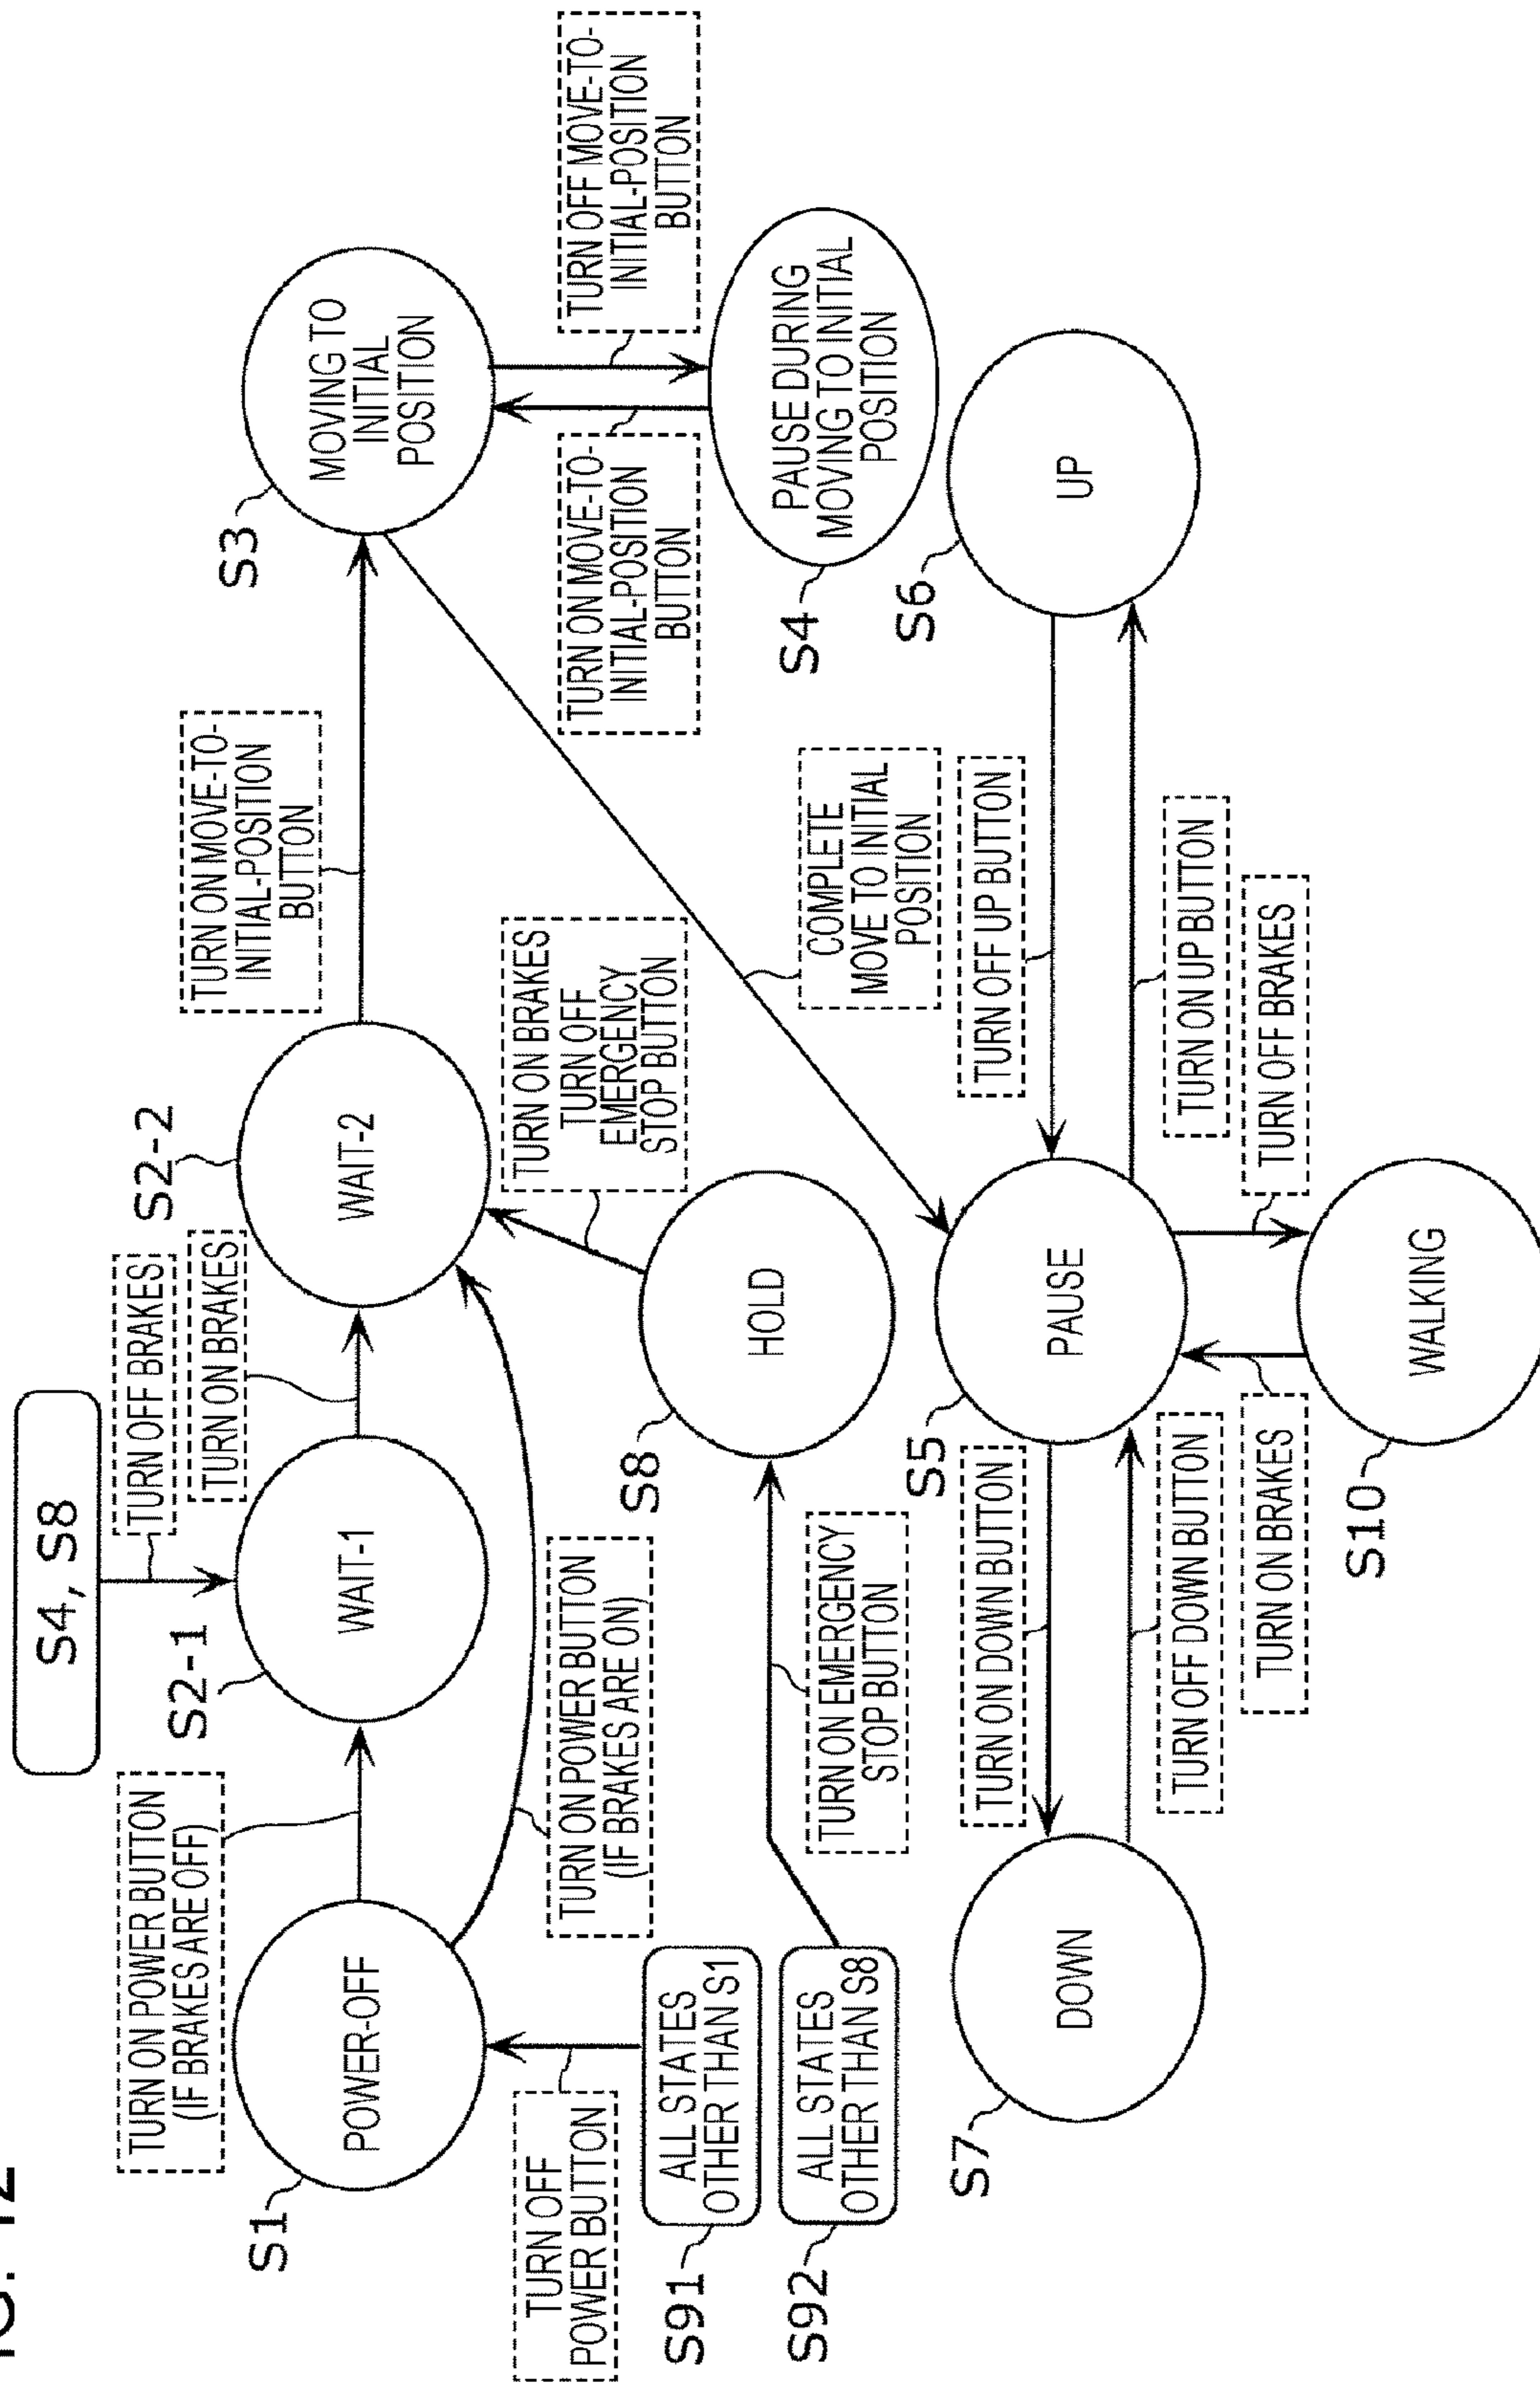 S4, S8
TURN ON POWER BUTTON
(IF BRAKES ARE OFF)
TURN OFF BRAKES
TURN ON BRAKES
TURN ON MOVE-TO-
INITIAL-POSITION
BUTTON
S1
POWER-OFF
S2-1
WAIT-1
S2-2
WAIT-2
S3
MOVING TO
INITIAL
POSITION
TURN OFF
POWER BUTTON
TURN ON POWER BUTTON
(IF BRAKES ARE ON)
TURN ON BRAKES
TURN OFF
EMERGENCY
STOP BUTTON
TURN ON MOVE-TO-
INITIAL-POSITION
BUTTON
TURN OFF MOVE-TO-
INITIAL-POSITION
BUTTON
S91
ALL STATES
OTHER THAN S1
S92
ALL STATES
OTHER THAN S8
TURN ON EMERGENCY
STOP BUTTON
S8
HOLD
COMPLETE
MOVE TO INITIAL
POSITION
S4
PAUSE DURING
MOVING TO INITIAL
POSITION
S7
DOWN
TURN ON DOWN BUTTON
TURN OFF DOWN BUTTON
S5
PAUSE
TURN OFF UP BUTTON
TURN ON UP BUTTON
S6
UP
TURN ON BRAKES
TURN OFF BRAKES
S10
WALKING